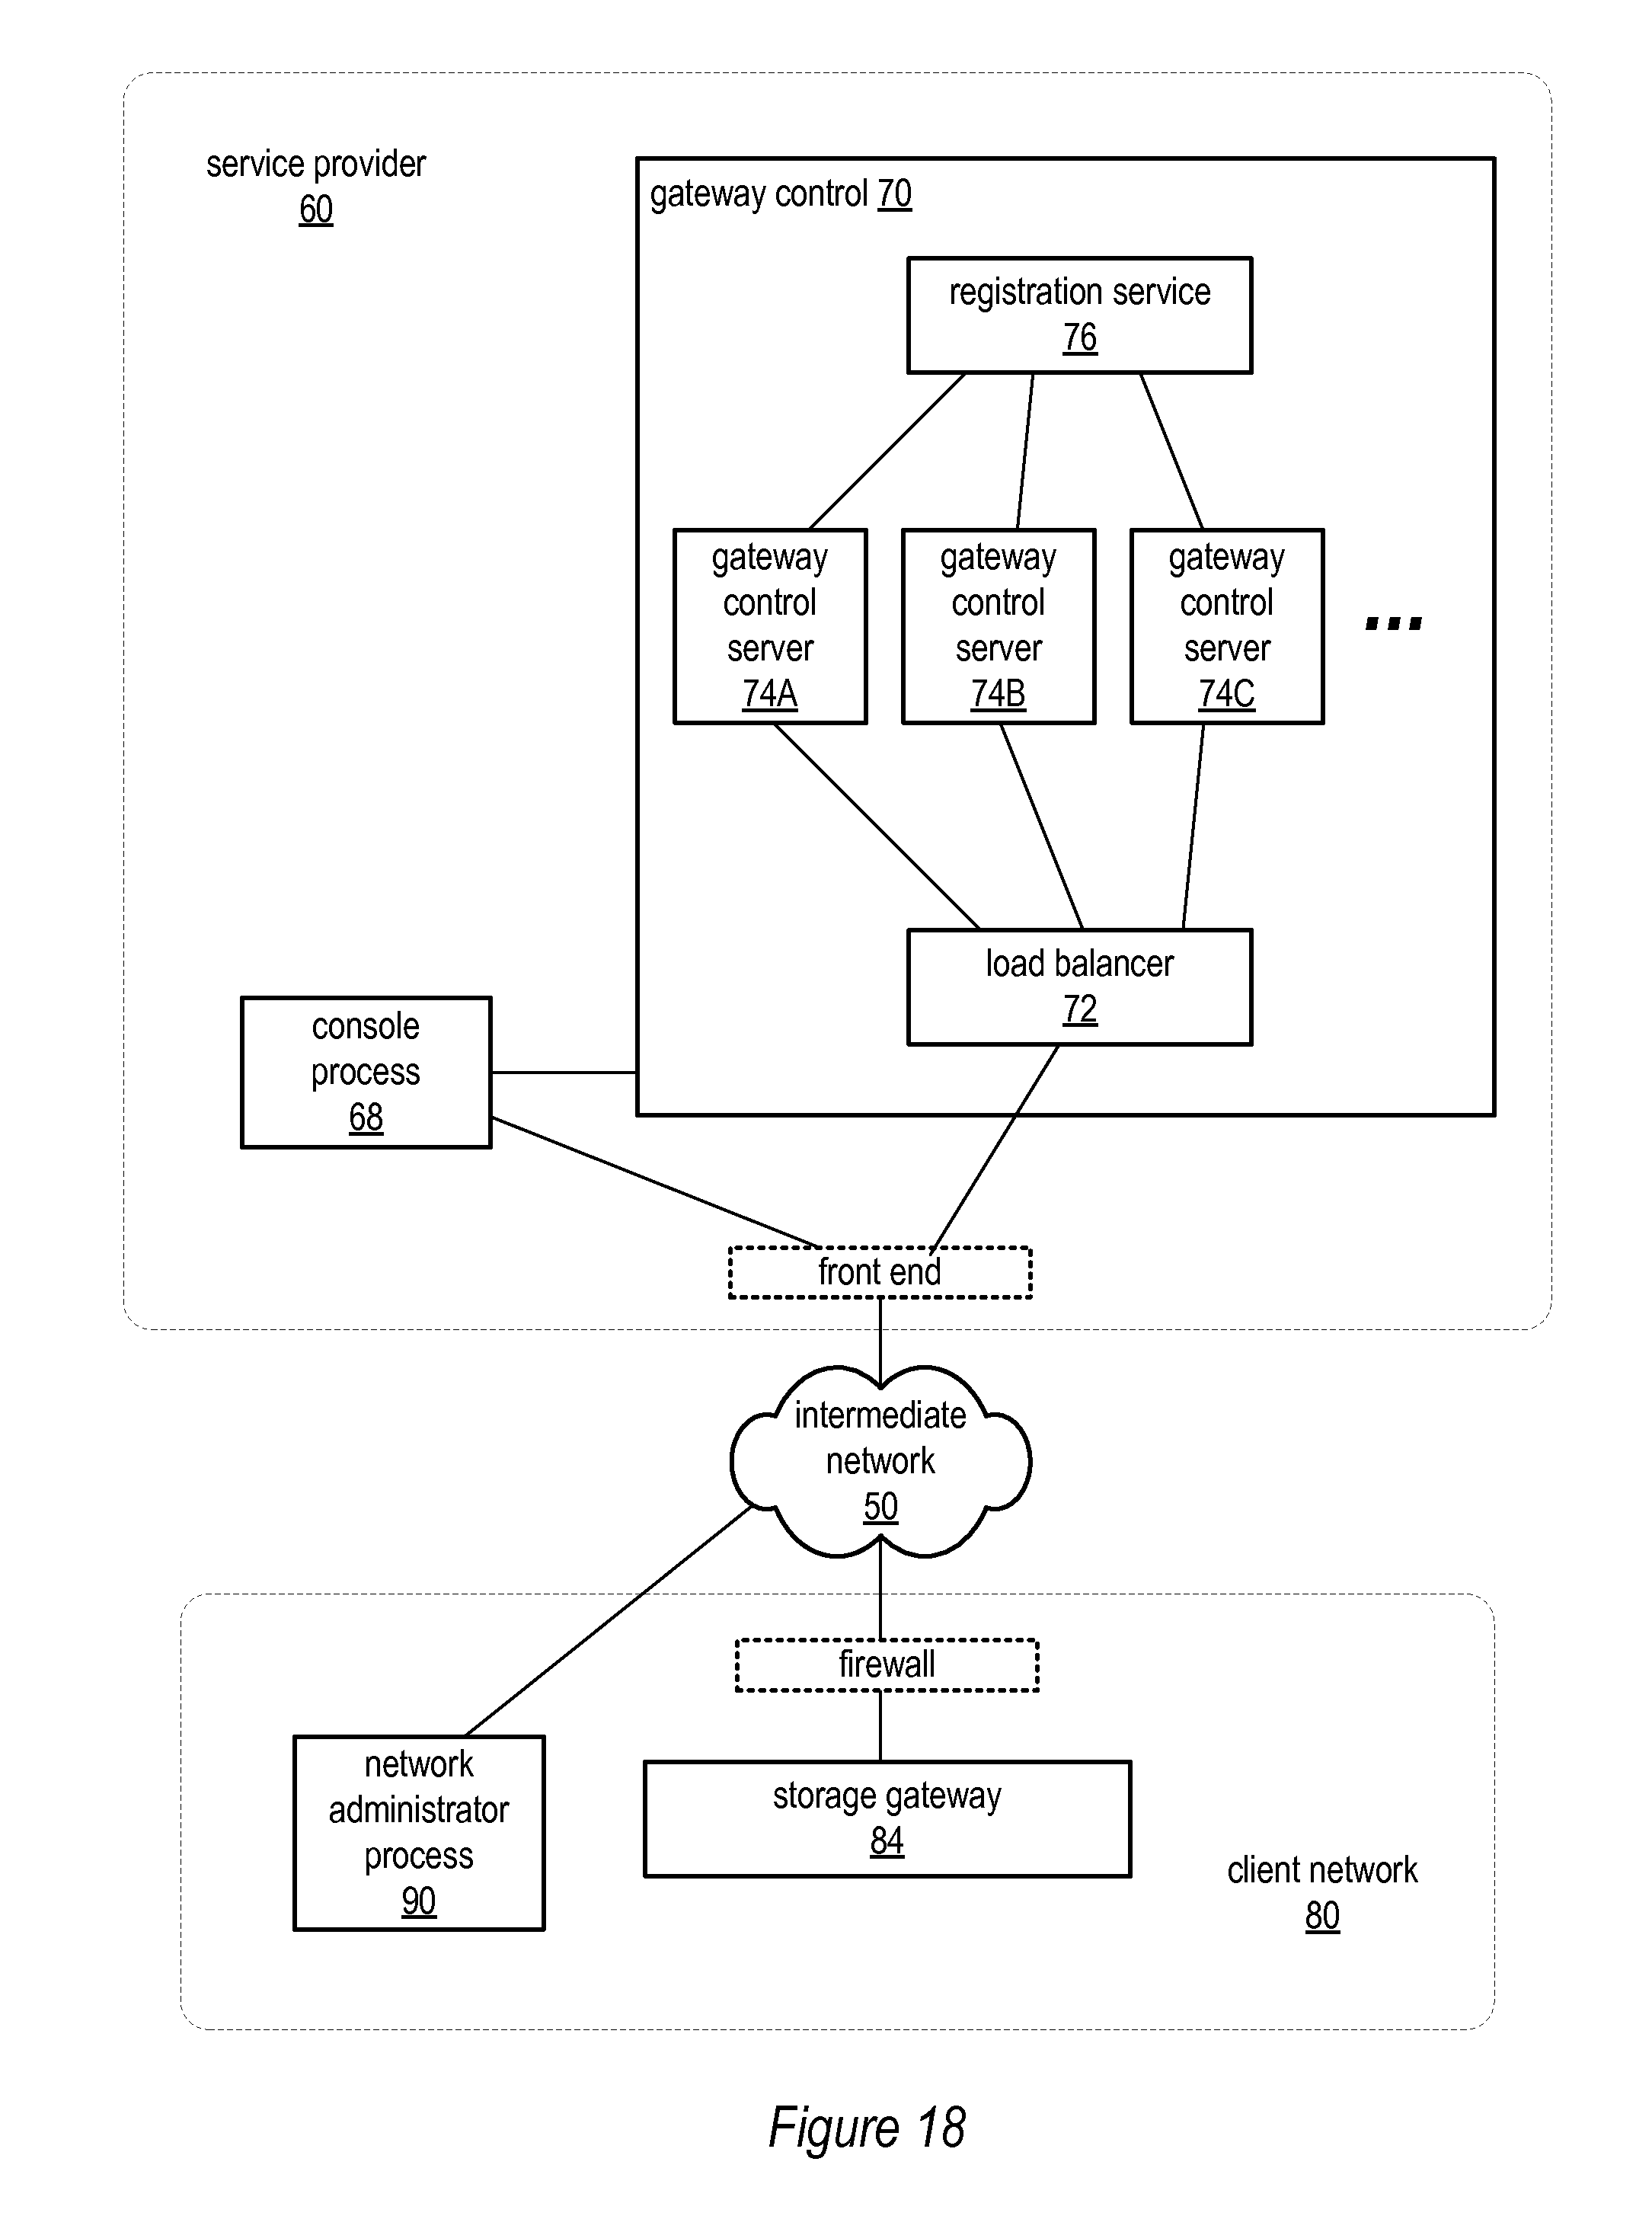 service provider
60
gateway control 70
registration service
76
gateway
control
server
74A
gateway
control
server
74B
gateway
control
server
74C
...
load balancer
72
console
process
68
front end
intermediate
network
50
firewall
network
administrator
process
90
storage gateway
84
client network
80
Figure 18